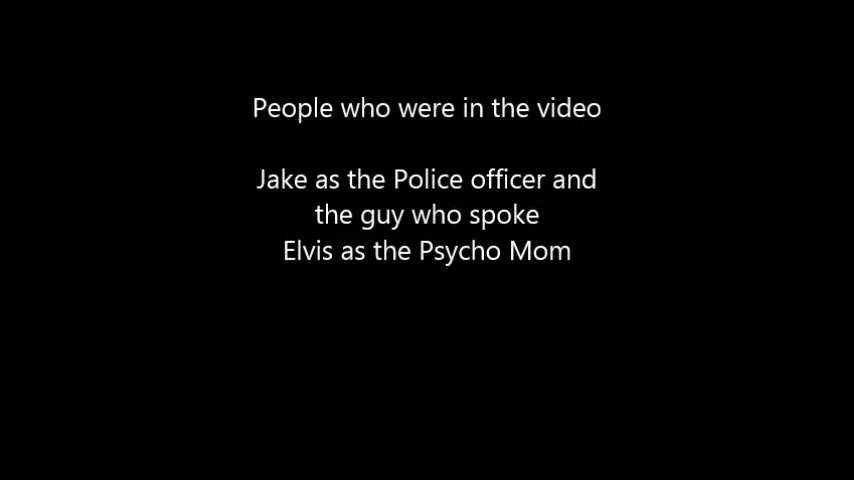 People who were in the video
Jake as the Police officer and
the guy who spoke
Elvis as the Psycho Mom